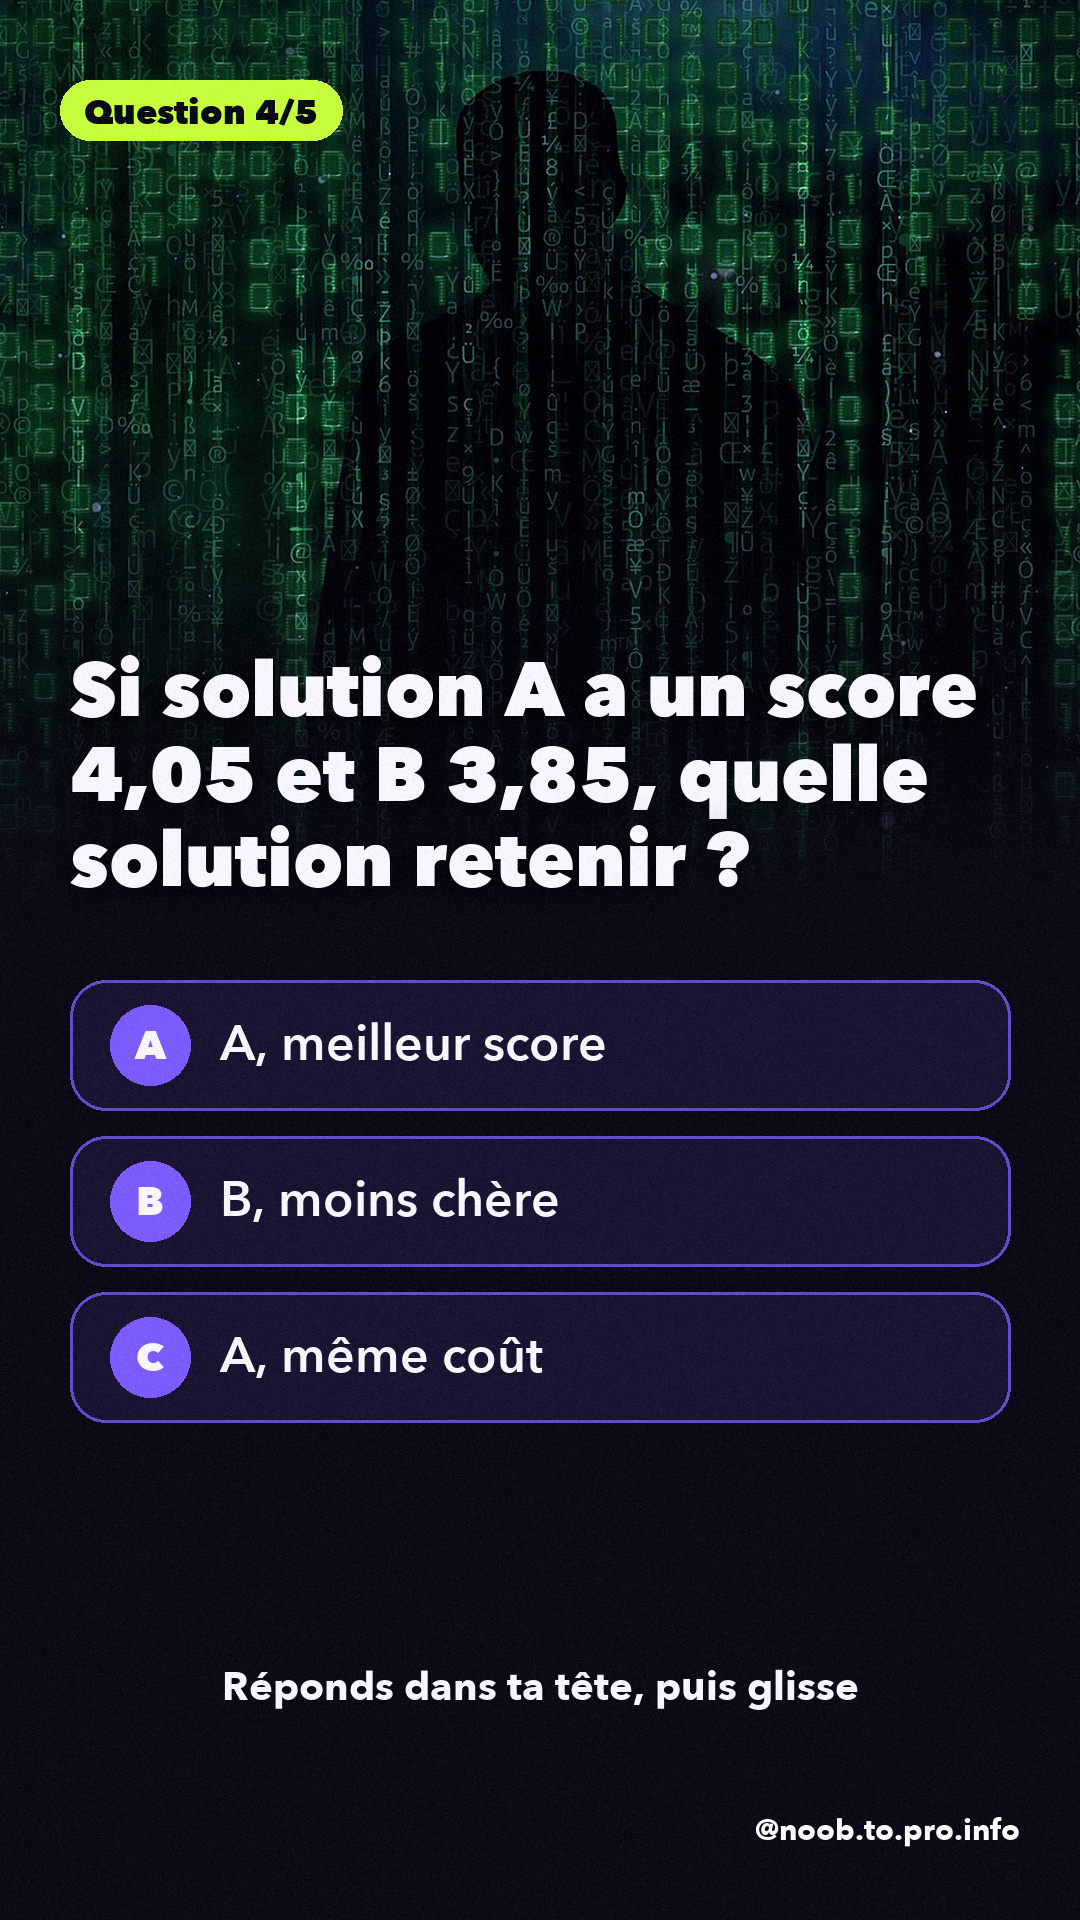 Question 4/5
Si solution A a un score
4,05 et B 3,85, quelle
solution retenir ?
A A, meilleur score
B B, moins chère
C A, même coût
Réponds dans ta tête, puis glisse
@noob.to.pro.info